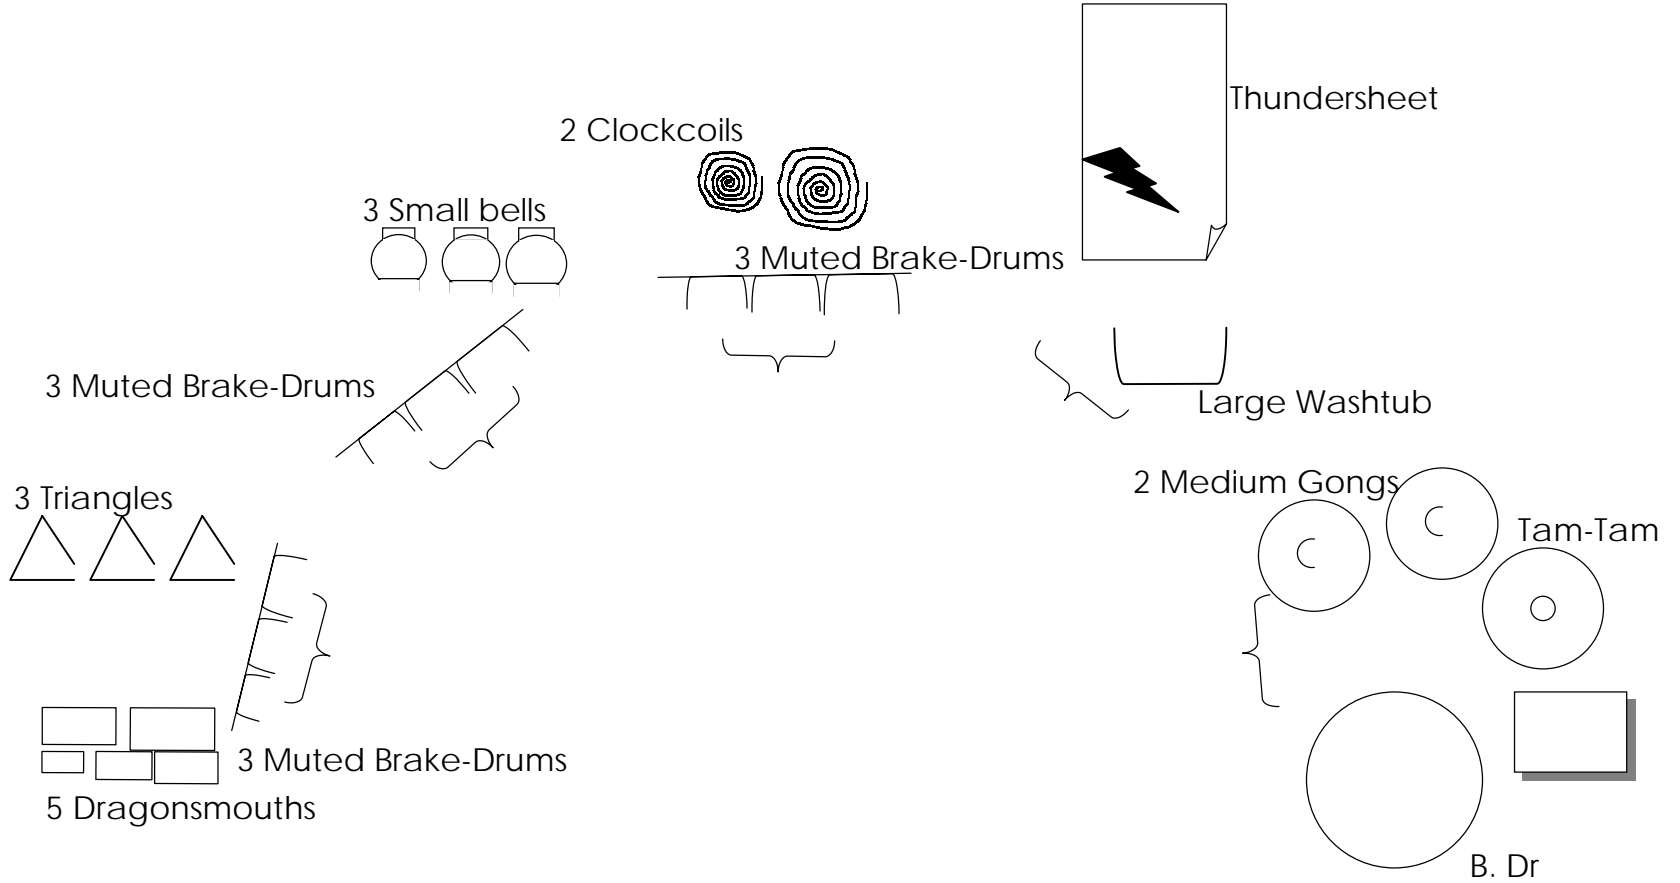 Thundersheet
2 Clockcoils
3 Small bells
3 Muted Brake-Drums
3 Muted Brake-Drums
Large Washtub
2 Medium Gongs
3 Triangles
Tam-Tam
3 Muted Brake-Drums
5 Dragonsmouths
B. Dr